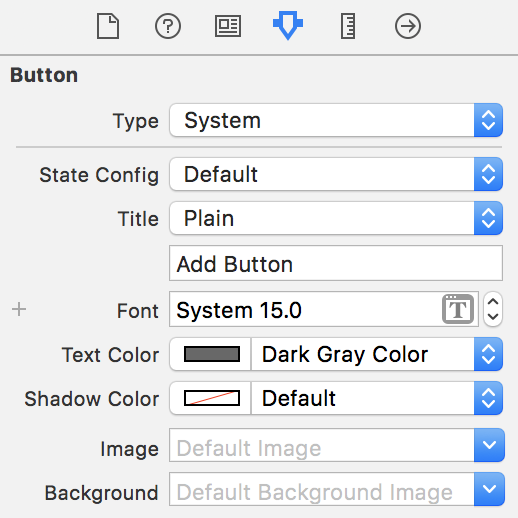 Button
Type System
State Config Default
Title Plain
Add Button
Font System 15.0 T
Text Color Dark Gray Color
Shadow Color Default
Image Default Image
Background Default Background Image